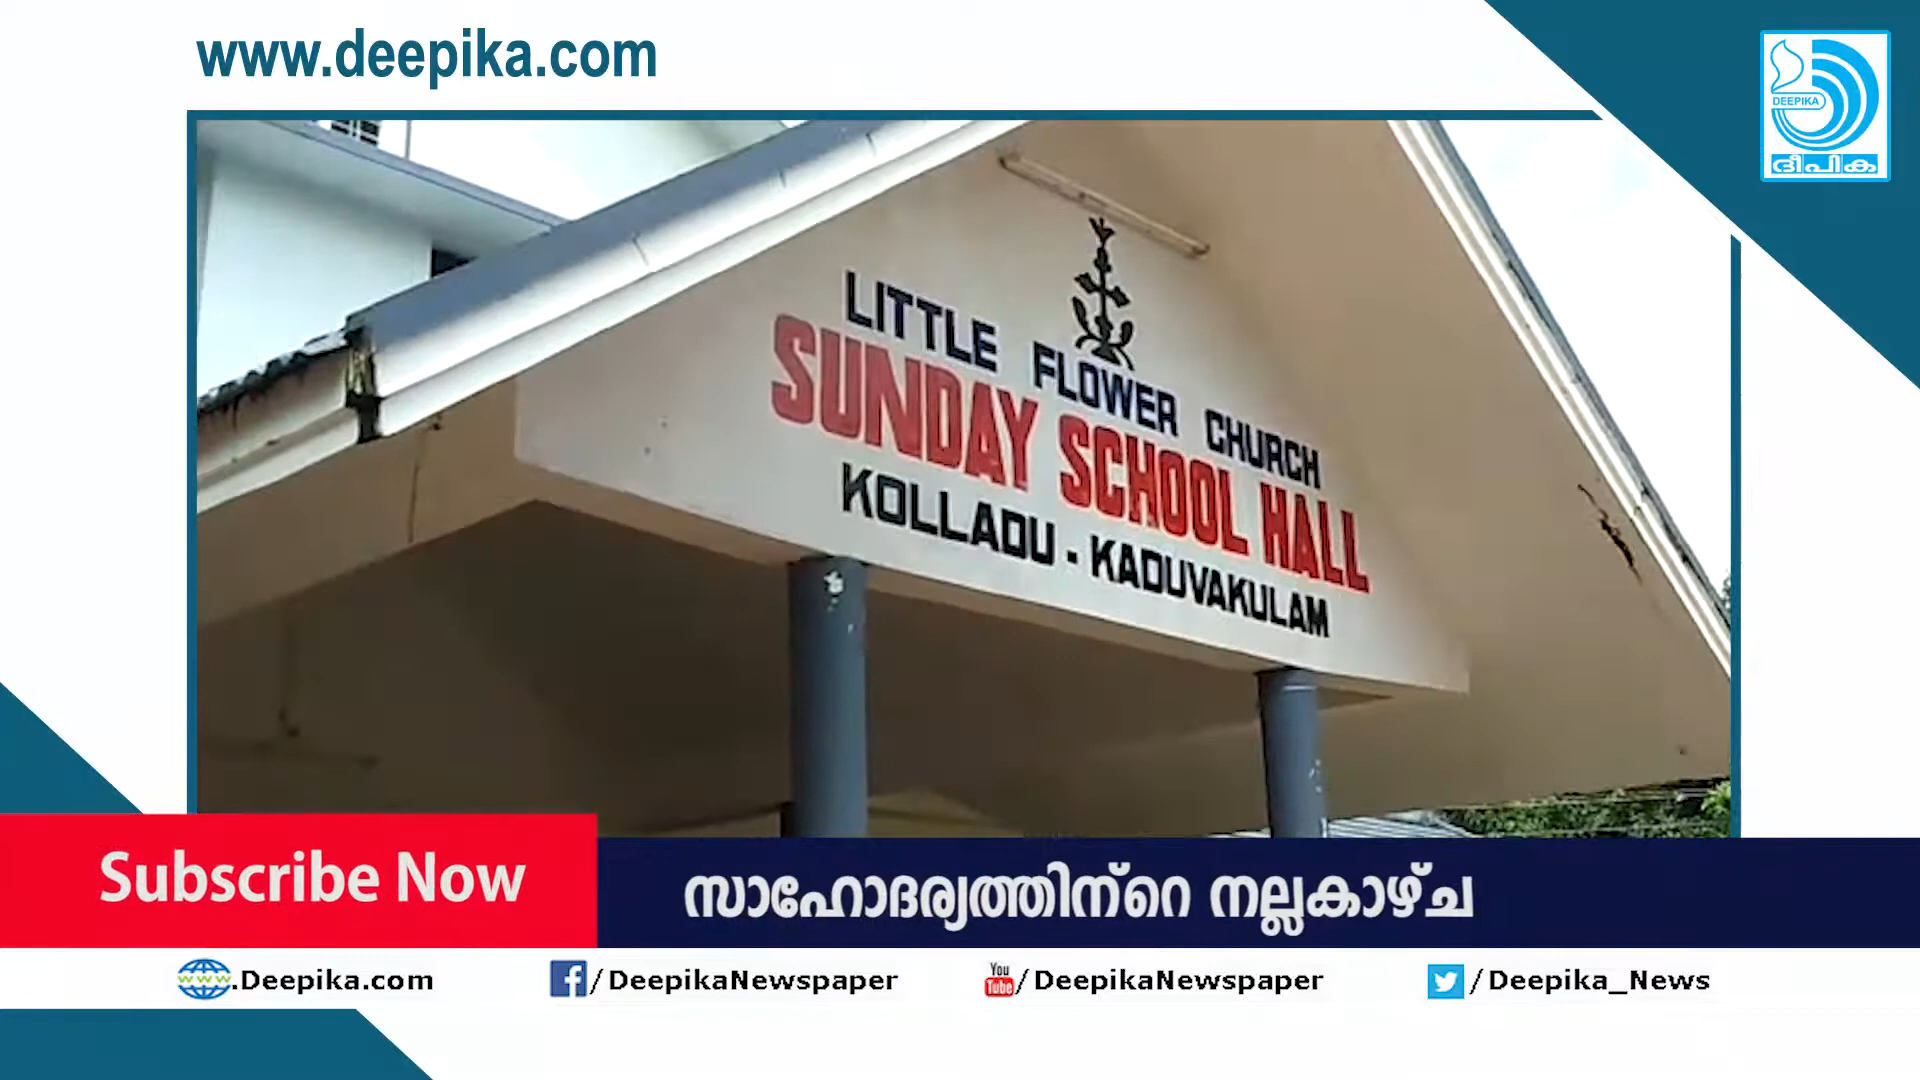 www.deepika.com
DEEPIKA
ദീപിക
LITTLE FLOWER CHURCH
SUNDAY SCHOOL HALL
KOLLADU . KADUVAKULAM
Subscribe Now
സാഹോദര്യത്തിന്റെ നല്ലകാഴ്ച
www.Deepika.com
/DeepikaNewspaper
You Tube/DeepikaNewspaper
/Deepika_News